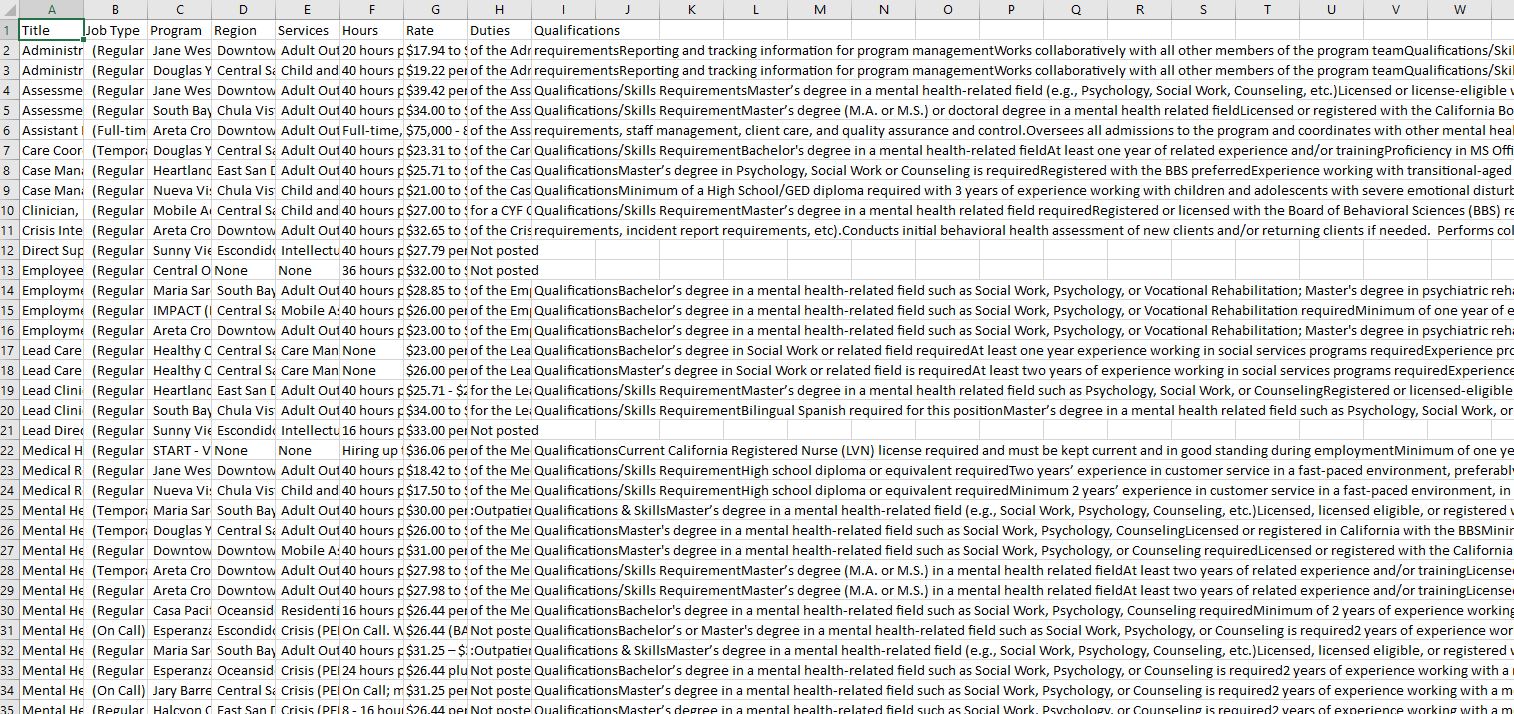 A B C D E F G H I J K L M N O P Q R S T U V W
1 Title Job Type Program Region Services Hours Rate Duties Qualifications
2 Administr (Regular Jane Wes Downtow Adult Out 20 hours p $17.94 to $ of the Adr requirementsReporting and tracking information for program managementWorks collaboratively with all other members of the program teamQualifications/Skil
3 Administr (Regular Douglas Y Central Sa Child and 40 hours p $19.22 per of the Adr requirementsReporting and tracking information for program managementWorks collaboratively with all other members of the program teamQualifications/Skil
4 Assessme (Regular Jane Wes Downtow Adult Out 40 hours p $39.42 per of the Ass Qualifications/Skills RequirementsMaster’s degree in a mental health-related field (e.g., Psychology, Social Work, Counseling, etc.)Licensed or license-eligible w
5 Assessme (Regular South Bay Chula Vis Adult Out 40 hours p $34.00 to $ of the Ass Qualifications/Skills RequirementMaster’s degree (M.A. or M.S.) or doctoral degree in a mental health related fieldLicensed or registered with the California Bo
6 Assistant (Full-tim Areta Cro Downtow Adult Out Full-time, $75,000 - 8 of the Ass requirements, staff management, client care, and quality assurance and control.Oversees all admissions to the program and coordinates with other mental heal
7 Care Coor (Tempora Douglas Y Central Sa Adult Out 40 hours p $23.31 to $ of the Car Qualifications/Skills RequirementBachelor's degree in a mental health-related fieldAt least one year of related experience and/or trainingProficiency in MS Offi
8 Case Mana (Regular Heartland East San D Adult Out 40 hours p $25.71 to $ of the Cas QualificationsMaster’s degree in Psychology, Social Work or Counseling is requiredRegistered with the BBS preferredExperience working with transitional-aged
9 Case Mana (Regular Nueva Vis Chula Vis Child and 40 hours p $21.00 to $ of the Cas QualificationsMinimum of a High School/GED diploma required with 3 years of experience working with children and adolescents with severe emotional disturb
10 Clinician, (Regular Mobile Ac Central Sa Child and 40 hours p $27.00 to $ for a CYF C Qualifications/Skills RequirementMaster’s degree in a mental health related field requiredRegistered or licensed with the Board of Behavioral Sciences (BBS) re
11 Crisis Inte (Regular Areta Cro Downtow Adult Out 40 hours p $32.65 to $ of the Cris requirements, incident report requirements, etc).Conducts initial behavioral health assessment of new clients and/or returning clients if needed. Performs col
12 Direct Sup (Regular Sunny Vie Escondido Intellectu 40 hours p $27.79 per Not posted
13 Employee (Regular Central O None None 36 hours p $32.00 to $ Not posted
14 Employme (Regular Maria Sar South Bay Adult Out 40 hours p $28.85 to $ of the Emp QualificationsBachelor’s degree in a mental health-related field such as Social Work, Psychology, or Vocational Rehabilitation; Master's degree in psychiatric reha
15 Employme (Regular IMPACT (I Central Sa Mobile As 40 hours p $26.00 per of the Emp QualificationsBachelor’s degree in a mental health-related field such as Social Work, Psychology, or Vocational Rehabilitation requiredMinimum of one year of e
16 Employme (Regular Areta Cro Downtow Adult Out 40 hours p $23.00 to $ of the Emp QualificationsBachelor’s degree in a mental health-related field such as Social Work, Psychology, or Vocational Rehabilitation; Master's degree in psychiatric reha
17 Lead Care (Regular Healthy C Central Sa Care Man None $23.00 per of the Lea QualificationsBachelor’s degree in Social Work or related field requiredAt least one year experience working in social services programs requiredExperience pro
18 Lead Care (Regular Healthy C Central Sa Care Man None $26.00 per of the Lea QualificationsMaster’s degree in Social Work or related field is requiredAt least two years of experience working in social services programs requiredExperience
19 Lead Clini (Regular Heartland East San D Adult Out 40 hours p $25.71 - $2 for the Lea Qualifications/Skills RequirementMaster’s degree in a mental health related field such as Psychology, Social Work, or CounselingRegistered or licensed-eligible
20 Lead Clini (Regular South Bay Chula Vis Adult Out 40 hours p $34.00 to $ for the Lea Qualifications/Skills RequirementBilingual Spanish required for this positionMaster’s degree in a mental health related field such as Psychology, Social Work, or
21 Lead Direc (Regular Sunny Vie Escondido Intellectu 16 hours p $33.00 per Not posted
22 Medical H (Regular START - V None None Hiring up $36.06 per of the Me QualificationsCurrent California Registered Nurse (LVN) license required and must be kept current and in good standing during employmentMinimum of one ye
23 Medical R (Regular Jane Wes Downtow Adult Out 40 hours p $18.42 to $ of the Me Qualifications/Skills RequirementHigh school diploma or equivalent requiredTwo years’ experience in customer service in a fast-paced environment, preferably
24 Medical R (Regular Nueva Vis Chula Vis Child and 40 hours p $17.50 to $ of the Me Qualifications/Skills RequirementHigh school diploma or equivalent requiredMinimum 2 years’ experience in customer service in a fast-paced environment, in
25 Mental He (Tempora Maria Sar South Bay Adult Out 40 hours p $30.00 per :Outpatien Qualifications & SkillsMaster’s degree in a mental health-related field (e.g., Social Work, Psychology, Counseling, etc.)Licensed, licensed eligible, or registered w
26 Mental He (Tempora Douglas Y Central Sa Adult Out 40 hours p $26.00 to $ of the Me QualificationsMaster's degree in a mental health-related field such as Social Work, Psychology, CounselingLicensed or registered in California with the BBSMinim
27 Mental He (Regular Downtow Downtow Mobile As 40 hours p $31.00 per of the Me QualificationsMaster's degree in a mental health-related field such as Social Work, Psychology, or Counseling requiredLicensed or registered with the California
28 Mental He (Tempora Areta Cro Downtow Adult Out 40 hours p $27.98 to $ of the Me Qualifications/Skills RequirementMaster’s degree (M.A. or M.S.) in a mental health related fieldAt least two years of related experience and/or trainingLicense
29 Mental He (Regular Areta Cro Downtow Adult Out 40 hours p $27.98 to $ of the Me Qualifications/Skills RequirementMaster’s degree (M.A. or M.S.) in a mental health related fieldAt least two years of related experience and/or trainingLicense
30 Mental He (Regular Casa Paci Oceansid Residenti 16 hours p $26.44 per of the Me QualificationsBachelor's degree in a mental health-related field such as Social Work, Psychology, Counseling requiredMinimum of 2 years of experience working
31 Mental He (On Call) Esperanza Escondido Crisis (PE On Call. W $26.44 (BA Not poste QualificationsBachelor’s or Master's degree in a mental health-related field such as Social Work, Psychology, or Counseling is required2 years of experience wor
32 Mental He (Regular Maria Sar South Bay Adult Out 40 hours p $31.25 – $ :Outpatien Qualifications & SkillsMaster’s degree in a mental health-related field (e.g., Social Work, Psychology, Counseling, etc.)Licensed, licensed eligible, or registered w
33 Mental He (Regular Esperanza Oceansid Crisis (PE 24 hours p $26.44 plu Not poste QualificationsBachelor’s degree in a mental health-related field such as Social Work, Psychology, or Counseling is required2 years of experience working with a
34 Mental He (On Call) Jary Barre Central Sa Crisis (PE On Call; m $31.25 per Not poste QualificationsMaster’s degree in a mental health-related field such as Social Work, Psychology, or Counseling is required2 years of experience working with a m
35 Mental He (Regular Halcyon C East San D Crisis (PE 8 - 16 hou $26.44 per Not poste QualificationsBachelor’s degree in a mental health-related field such as Social Work, Psychology, or Counseling is required2 years of experience working with a